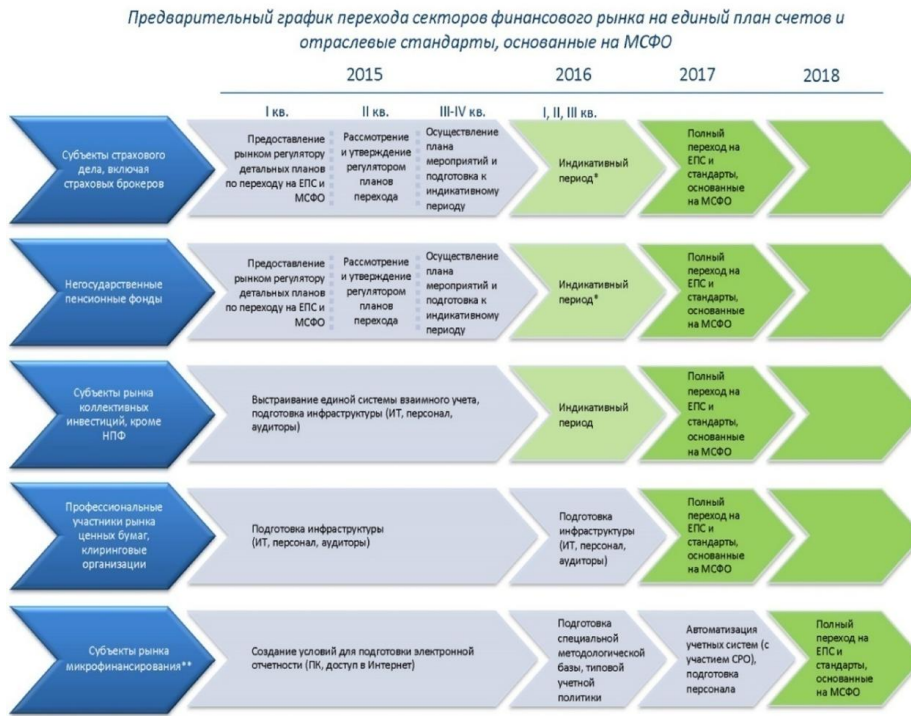 Предварительный график перехода секторов финансового рынка на единый план счетов и
отраслевые стандарты, основанные на МСФО
2015
2016
2017
2018
I кв.
II кв.
III-IV кв.
I, II, III кв.
Субъекты страхового
дела, включая
страховых брокеров
Предоставление
рынком регулятору
детальных планов
по переходу на ЕПС и
МСФО
Рассмотрение
и утверждение
регулятором
планов
перехода
Осуществление
плана
мероприятий и
подготовка к
индикативному
периоду
Индикативный
период*
Полный
переход на
ЕПС и
стандарты,
основанные
на МСФО
Негосударственные
пенсионные фонды
Предоставление
рынком регулятору
детальных планов
по переходу на ЕПС и
МСФО
Рассмотрение
и утверждение
регулятором
планов
перехода
Осуществление
плана
мероприятий и
подготовка к
индикативному
периоду
Индикативный
период*
Полный
переход на
ЕПС и
стандарты,
основанные
на МСФО
Субъекты рынка
коллективных
инвестиций, кроме
НПФ
Выстраивание единой системы взаимного учета,
подготовка инфраструктуры (ИТ, персонал,
аудиторы)
Индикативный
период
Полный
переход на
ЕПС и
стандарты,
основанные
на МСФО
Профессиональные
участники рынка
ценных бумаг,
клиринговые
организации
Подготовка инфраструктуры
(ИТ, персонал, аудиторы)
Подготовка
инфраструктуры
(ИТ, персонал,
аудиторы)
Полный
переход на
ЕПС и
стандарты,
основанные
на МСФО
Субъекты рынка
микрофинансирования**
Создание условий для подготовки электронной
отчетности (ПК, доступ в Интернет)
Подготовка
специальной
методологической
базы, типовой
учетной
политики
Автоматизация
учетных систем (с
участием СРО),
подготовка
персонала
Полный
переход на
ЕПС и
стандарты,
основанные
на МСФО